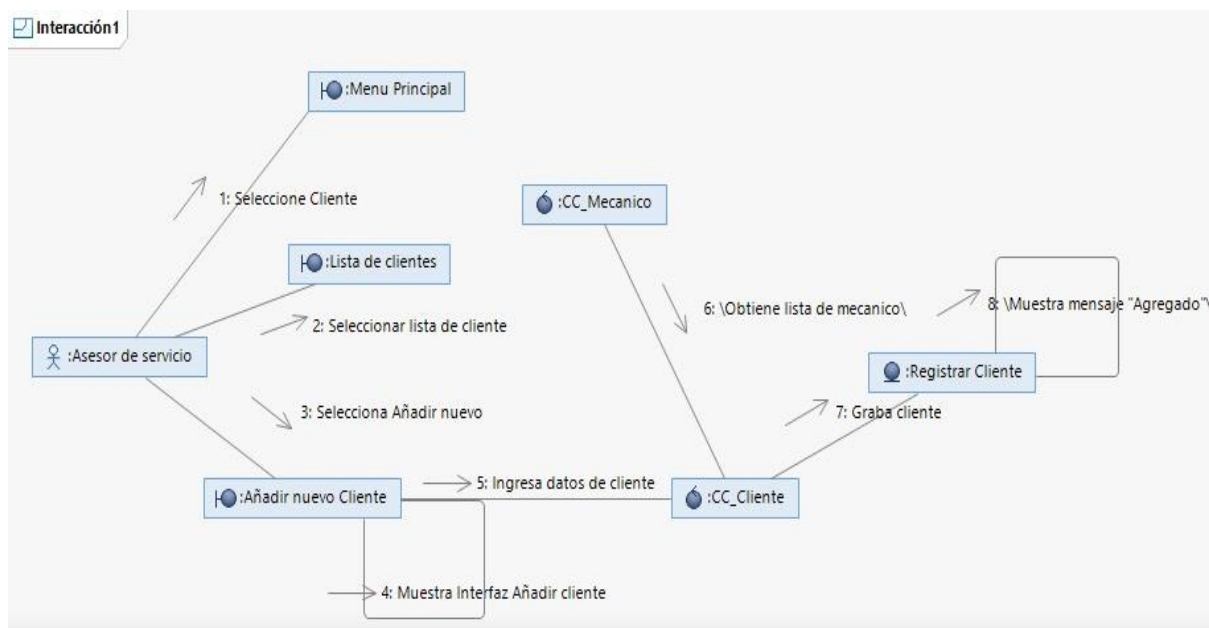 Interacción1
:Menu Principal
1: Seleccione Cliente
:CC_Mecanico
:Lista de clientes
6: \Obtiene lista de mecanico\
8: \Muestra mensaje "Agregado"\
2: Seleccionar lista de cliente
:Asesor de servicio
:Registrar Cliente
3: Selecciona Añadir nuevo
7: Graba cliente
5: Ingresa datos de cliente
:Añadir nuevo Cliente
:CC_Cliente
4: Muestra Interfaz Añadir cliente